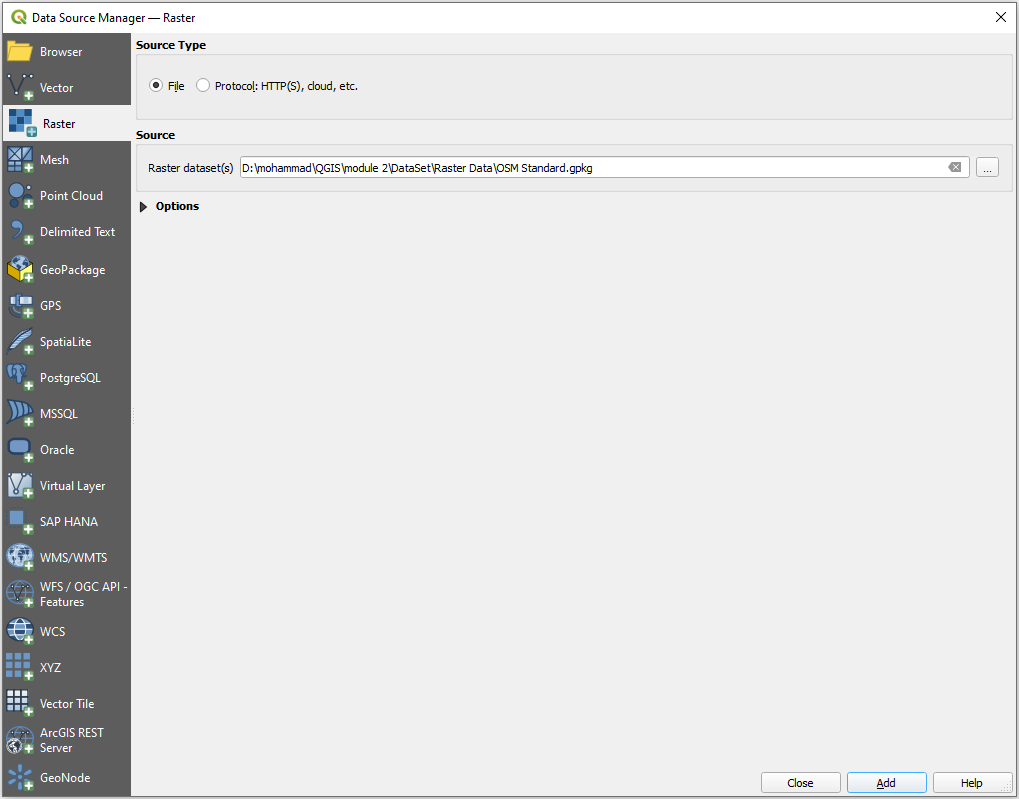 Data Source Manager — Raster
Browser
Vector
Raster
Mesh
Point Cloud
Delimited Text
GeoPackage
GPS
SpatiaLite
PostgreSQL
MSSQL
Oracle
Virtual Layer
SAP HANA
WMS/WMTS
WFS / OGC API -
Features
WCS
XYZ
Vector Tile
ArcGIS REST
Server
GeoNode
Source Type
File Protocol: HTTP(S), cloud, etc.
Source
Raster dataset(s) D:\mohammad\QGIS\module 2\DataSet\Raster Data\OSM Standard.gpkg ...
Options
Close Add Help